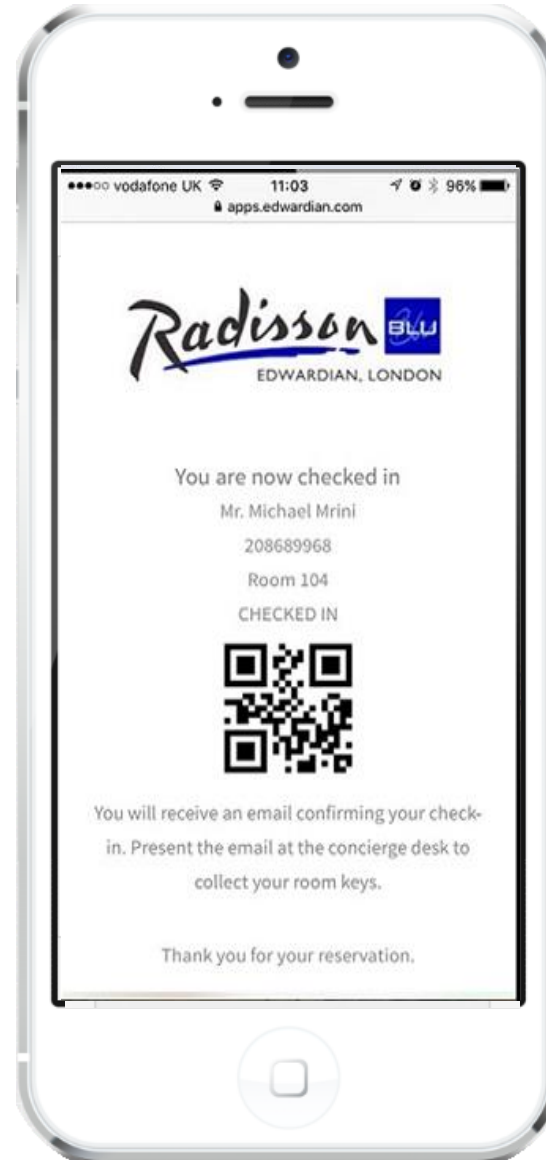 vodafone UK 11:03 96%
apps.edwardian.com
Radisson BLU
EDWARDIAN, LONDON
You are now checked in
Mr. Michael Mrini
208689968
Room 104
CHECKED IN
You will receive an email confirming your check-
in. Present the email at the concierge desk to
collect your room keys.
Thank you for your reservation.